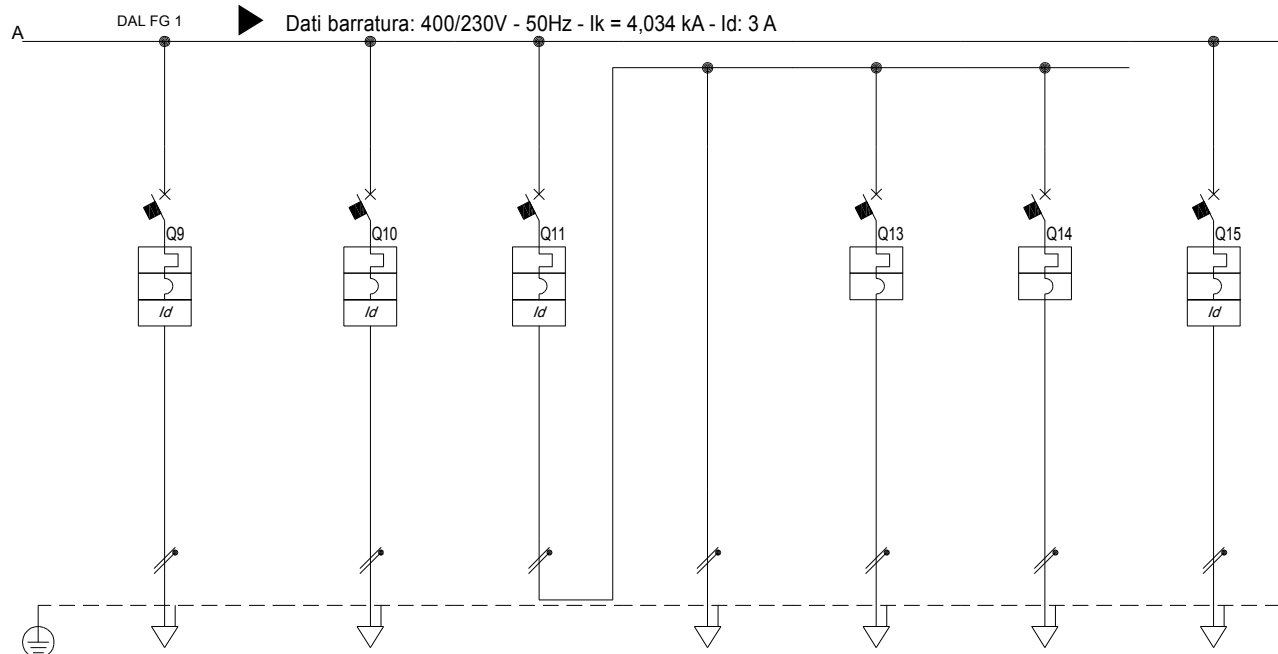 DAL FG 1
Dati barratura: 400/230V - 50Hz - Ik = 4,034 kA - Id: 3 A
A
Q9
Q10
Q11
Q13
Q14
Q15
Id
Id
Id
Id